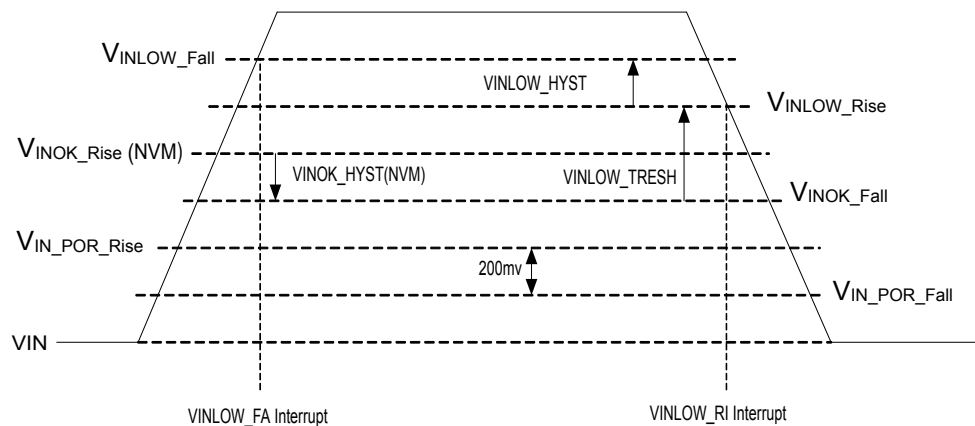 VINLOW_Fall
VINLOW_HYST
VINLOW_Rise
VINOK_Rise (NVM)
VINOK_HYST(NVM)
VINLOW_TRESH
VINOK_Fall
VIN_POR_Rise
200mv
VIN_POR_Fall
VIN
VINLOW_FA Interrupt
VINLOW_RI Interrupt